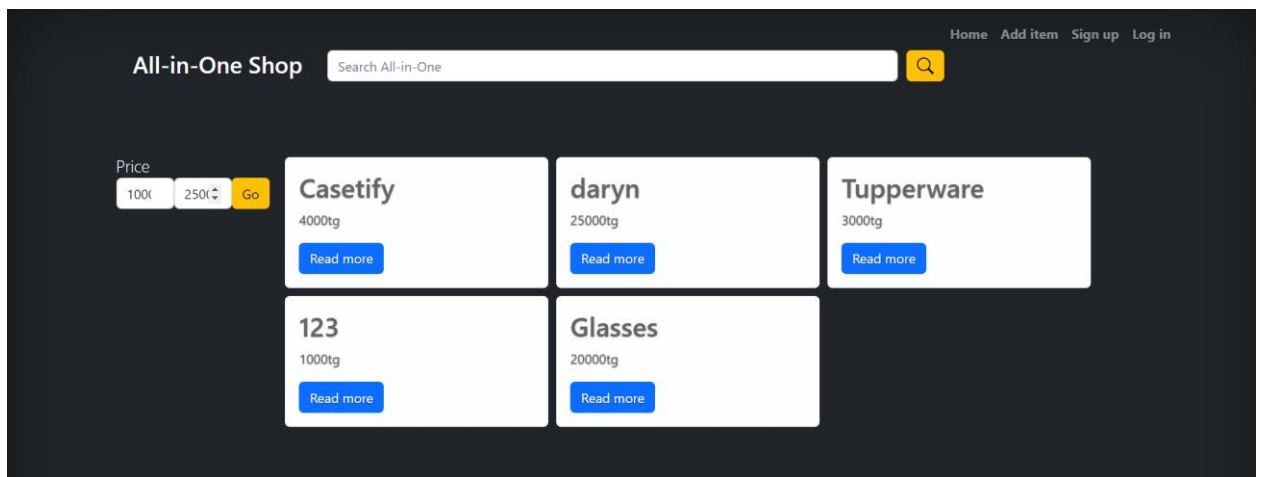 Home Add item Sign up Log in
All-in-One Shop Search All-in-One
Price
Go
Casetify
4000tg
Read more
daryn
25000tg
Read more
Tupperware
3000tg
Read more
123
1000tg
Read more
Glasses
20000tg
Read more